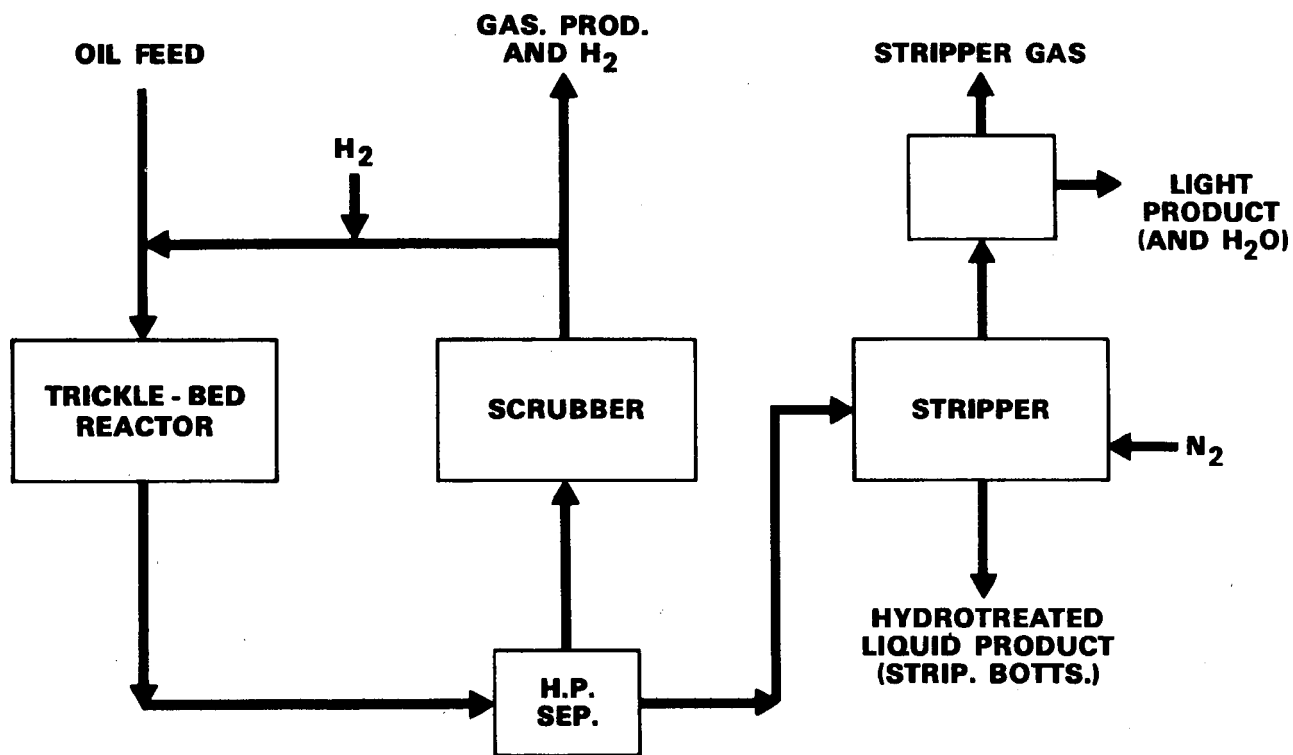 OIL FEED
GAS. PROD.
AND H₂
STRIPPER GAS
H₂
LIGHT
PRODUCT
(AND H₂O)
TRICKLE - BED
REACTOR
SCRUBBER
STRIPPER
N₂
HYDROTREATED
LIQUID PRODUCT
(STRIP. BOTTS.)
H.P.
SEP.